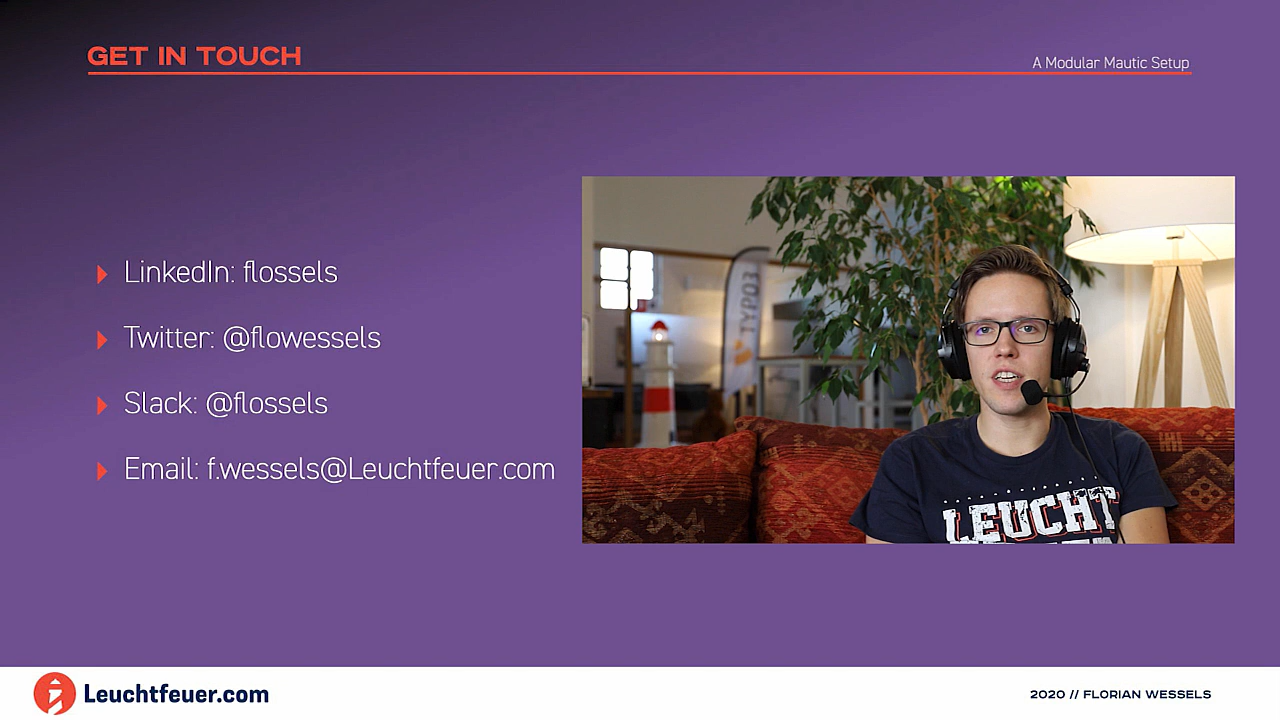 GET IN TOUCH
A Modular Mautic Setup
LinkedIn: flossels
Twitter: @flowessels
Slack: @flossels
Email: f.wessels@Leuchtfeuer.com
TYPO3
LEUCHT
Leuchtfeuer.com
2020 // FLORIAN WESSELS